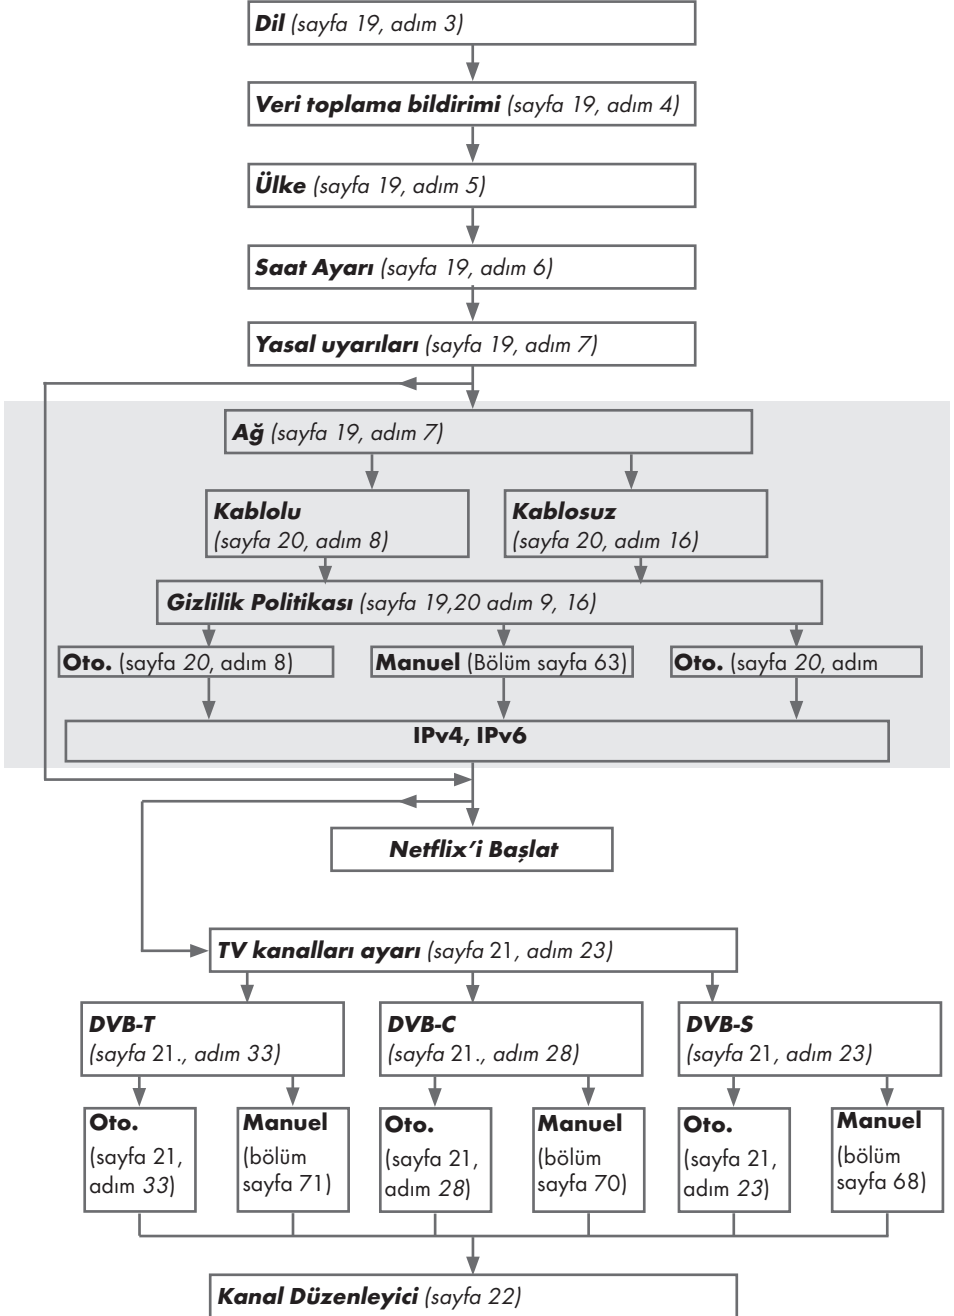 Dil (sayfa 19, adım 3)
Veri toplama bildirimi (sayfa 19, adım 4)
Ülke (sayfa 19, adım 5)
Saat Ayarı (sayfa 19, adım 6)
Yasal uyarıları (sayfa 19, adım 7)
Ağ (sayfa 19, adım 7)
Kablolu
(sayfa 20, adım 8)
Kablosuz
(sayfa 20, adım 16)
Gizlilik Politikası (sayfa 19,20 adım 9, 16)
Oto. (sayfa 20, adım 8)
Manuel (Bölüm sayfa 63)
Oto. (sayfa 20, adım
IPv4, IPv6
Netflix’i Başlat
TV kanalları ayarı (sayfa 21, adım 23)
DVB-T
(sayfa 21., adım 33)
DVB-C
(sayfa 21., adım 28)
DVB-S
(sayfa 21, adım 23)
Oto.
(sayfa 21,
adım 33)
Manuel
(bölüm
sayfa 71)
Oto.
(sayfa 21,
adım 28)
Manuel
(bölüm
sayfa 70)
Oto.
(sayfa 21,
adım 23)
Manuel
(bölüm
sayfa 68)
Kanal Düzenleyici (sayfa 22)